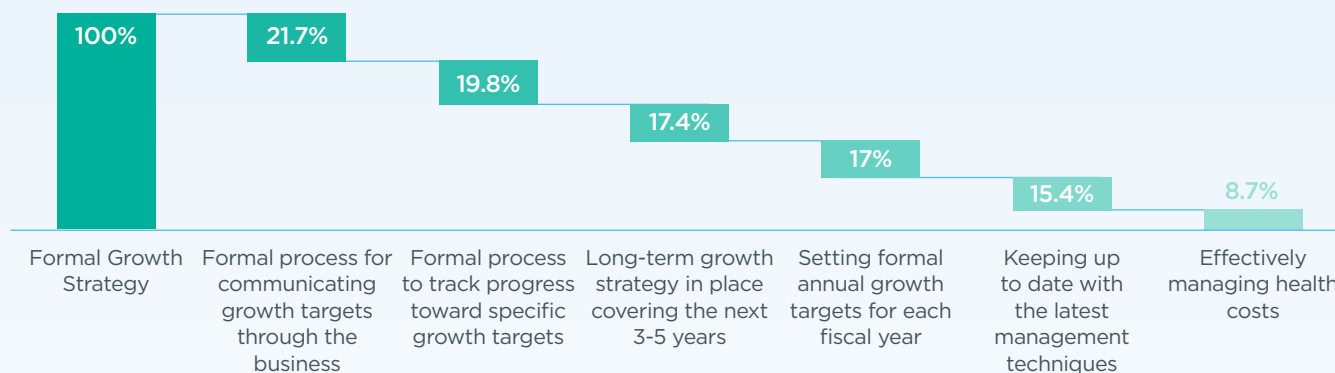 100%
21.7%
19.8%
17.4%
17%
15.4%
8.7%
Formal Growth
Strategy
Formal process for
communicating
growth targets
through the
business
Formal process
to track progress
toward specific
growth targets
Long-term growth
strategy in place
covering the next
3-5 years
Setting formal
annual growth
targets for each
fiscal year
Keeping up
to date with
the latest
management
techniques
Effectively
managing health
costs